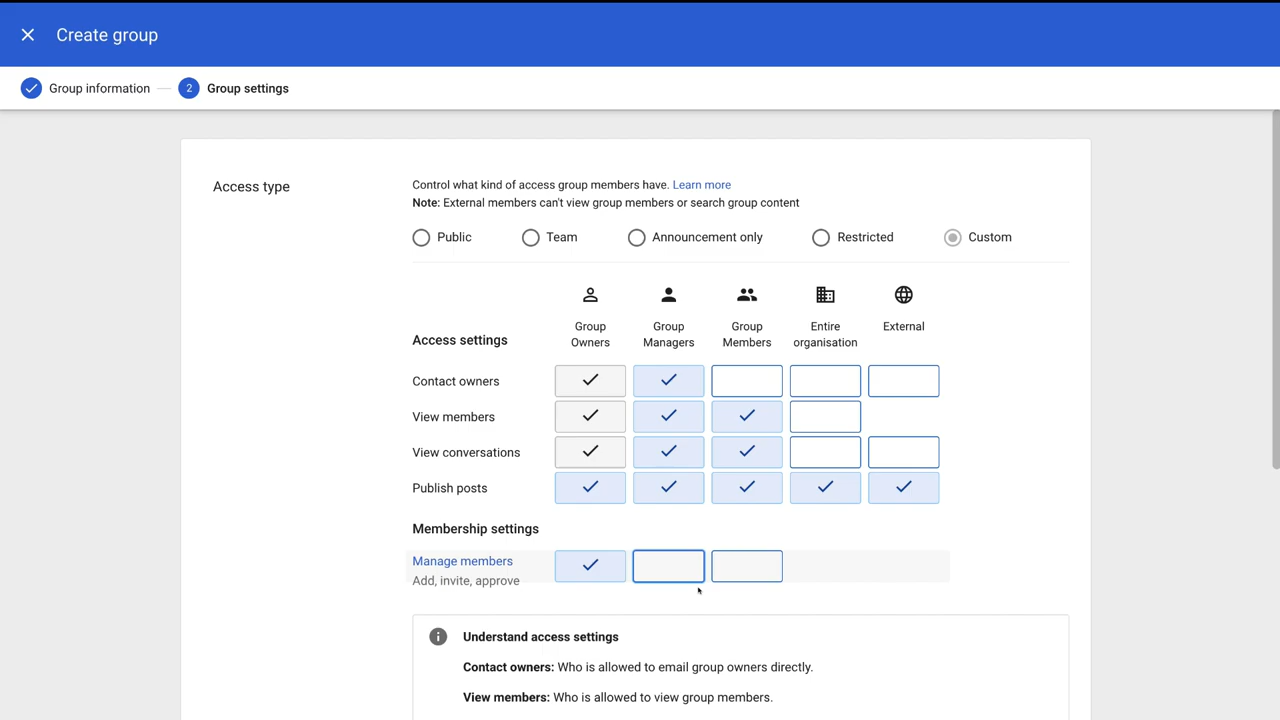 Create group
Group information
2 Group settings
Access type
Control what kind of access group members have. Learn more
Note: External members can't view group members or search group content
Public
Team
Announcement only
Restricted
Custom
Access settings
Group Owners
Group Managers
Group Members
Entire organisation
External
Contact owners
View members
View conversations
Publish posts
Membership settings
Manage members
Add, invite, approve
Understand access settings
Contact owners: Who is allowed to email group owners directly.
View members: Who is allowed to view group members.